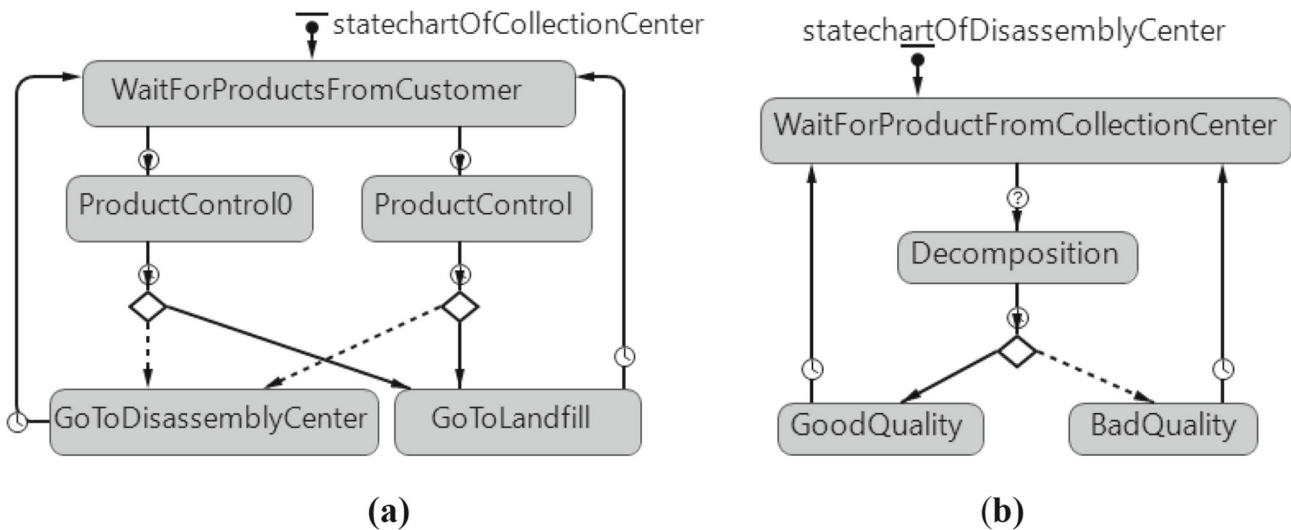 statechartOfCollectionCenter
WaitForProductsFromCustomer
ProductControl0
ProductControl
GoToDisassemblyCenter
GoToLandfill
(a)
statechartOfDisassemblyCenter
WaitForProductFromCollectionCenter
?
Decomposition
GoodQuality
BadQuality
(b)